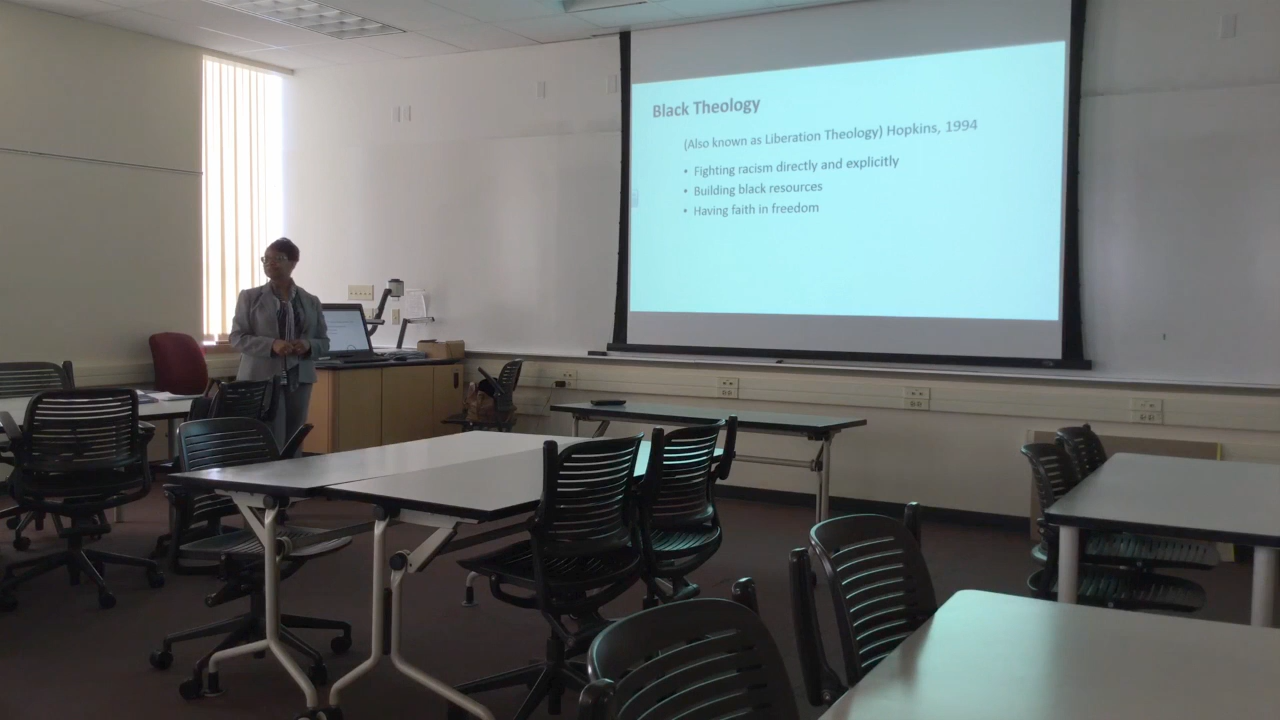 Black Theology
(Also known as Liberation Theology) Hopkins, 1994
• Fighting racism directly and explicitly
• Building black resources
• Having faith in freedom